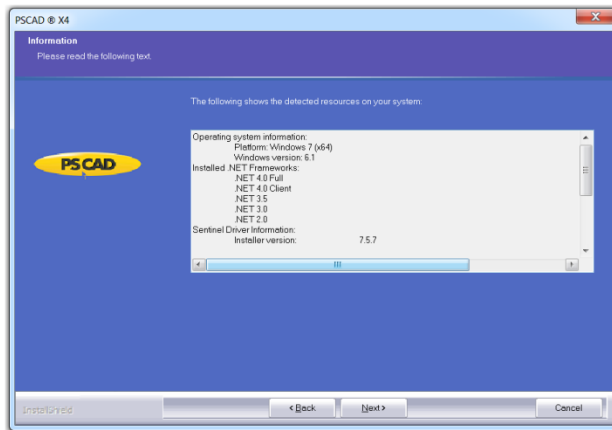 PSCAD ® X4
Information
Please read the following text.
The following shows the detected resources on your system:
Operating system information:
Platform: Windows 7 (x64)
Windows version: 6.1
Installed .NET Frameworks:
.NET 4.0 Full
.NET 4.0 Client
.NET 3.5
.NET 3.0
.NET 2.0
Sentinel Driver Information:
Installer version: 7.5.7
PSCAD
InstallShield
< Back
Next >
Cancel